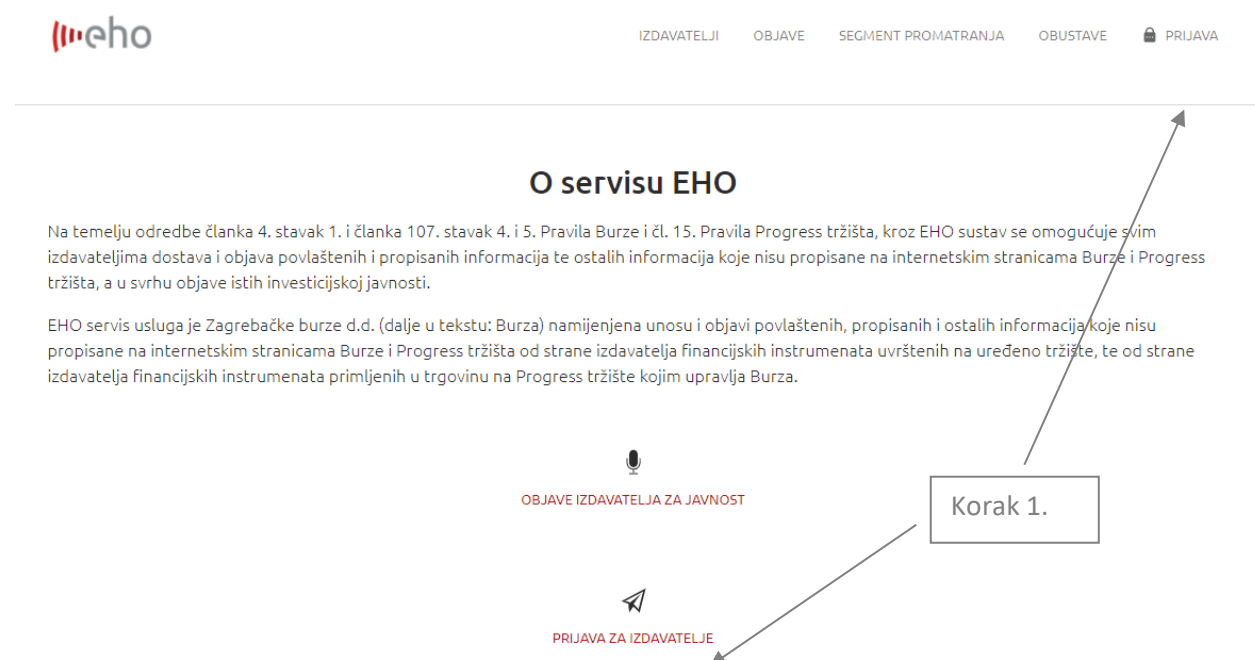 eho
IZDAVATELJI OBJAVE SEGMENT PROMATRANJA OBUSTAVE PRIJAVA
O servisu EHO
Na temelju odredbe članka 4. stavak 1. i članka 107. stavak 4. i 5. Pravila Burze i čl. 15. Pravila Progress tržišta, kroz EHO sustav se omogućuje svim
izdavateljima dostava i objava povlaštenih i propisanih informacija te ostalih informacija koje nisu propisane na internetskim stranicama Burze i Progress
tržišta, a u svrhu objave istih investicijskoj javnosti.
EHO servis usluga je Zagrebačke burze d.d. (dalje u tekstu: Burza) namijenjena unosu i objavi povlaštenih, propisanih i ostalih informacija koje nisu
propisane na internetskim stranicama Burze i Progress tržišta od strane izdavatelja financijskih instrumenata uvrštenih na uređeno tržište, te od strane
izdavatelja financijskih instrumenata primljenih u trgovinu na Progress tržište kojim upravlja Burza.
OBJAVE IZDAVATELJA ZA JAVNOST
Korak 1.
PRIJAVA ZA IZDAVATELJE